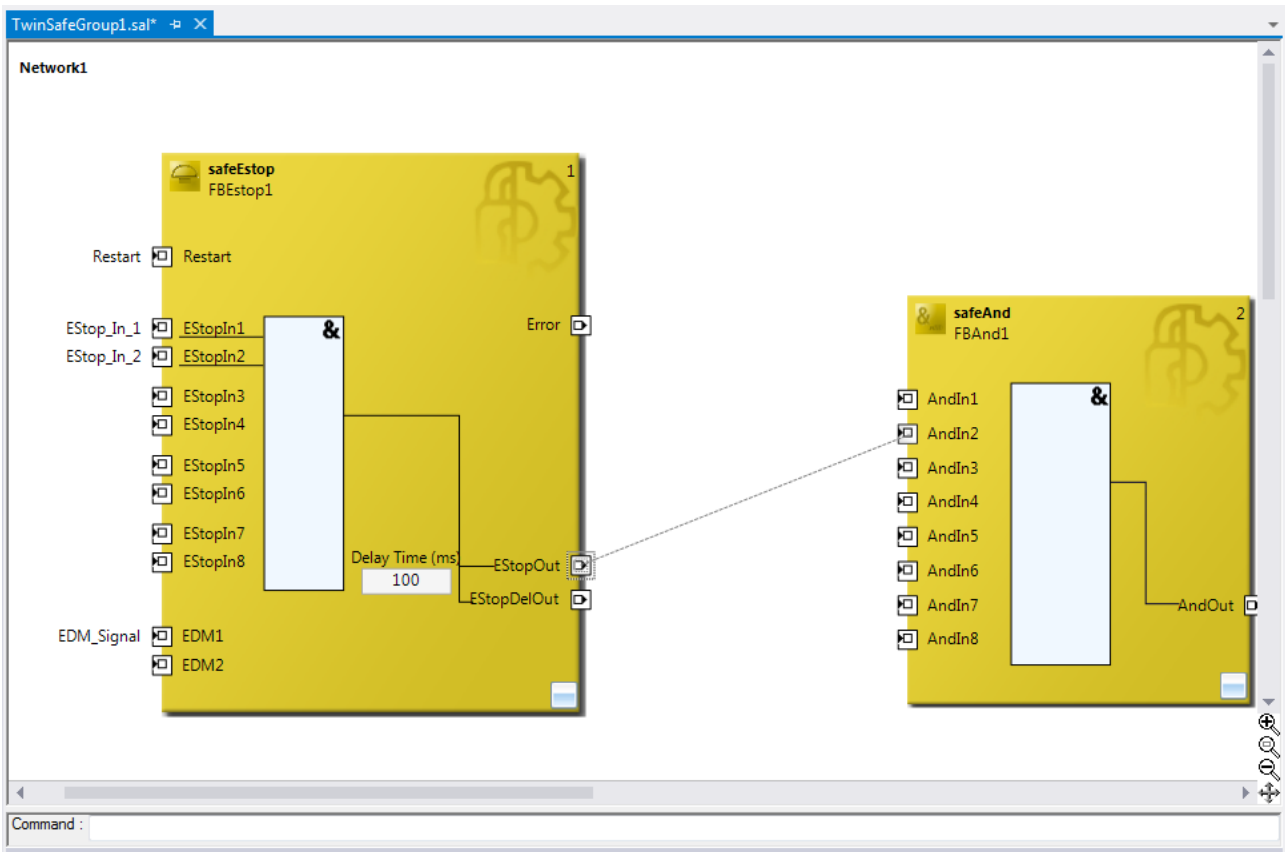 TwinSafeGroup1.sal*
Network1
safeEstop
FBEstop1
1
Restart
Restart
EStop_In_1
EStopIn1
&
Error
EStop_In_2
EStopIn2
EStopIn3
EStopIn4
EStopIn5
EStopIn6
EStopIn7
EStopIn8
Delay Time (ms)
100
EStopOut
EStopDelOut
EDM_Signal
EDM1
EDM2
&
safeAnd
FBAnd1
2
AndIn1
&
AndIn2
AndIn3
AndIn4
AndIn5
AndIn6
AndIn7
AndOut
AndIn8
Command :